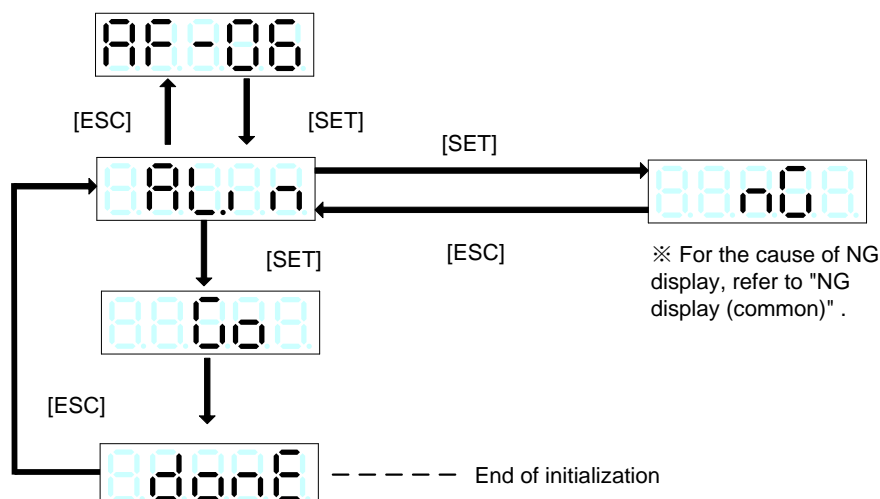 AF-06
[ESC]
[SET]
[SET]
AL.i n
nG
[ESC]
[SET]
※ For the cause of NG
display, refer to "NG
display (common)" .
Go
[ESC]
donE
End of initialization